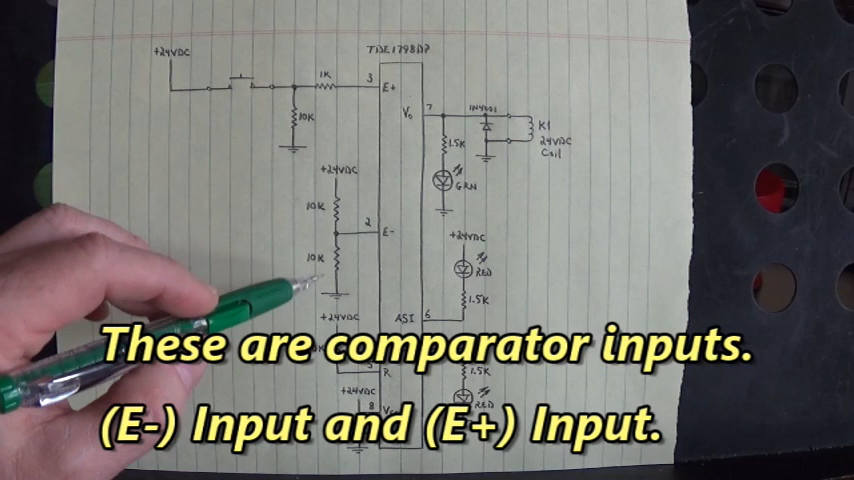 TDE1798DP
+24VDC
1K
3
E+
10K
Vo
7
1N4001
K1
24VDC
Coil
1.5K
GRN
+24VDC
10K
2
E-
10K
+24VDC
RED
1.5K
ASI
6
+24VDC
R
1.5K
+24VDC
8
RED
These are comparator inputs.
(E-) Input and (E+) Input.